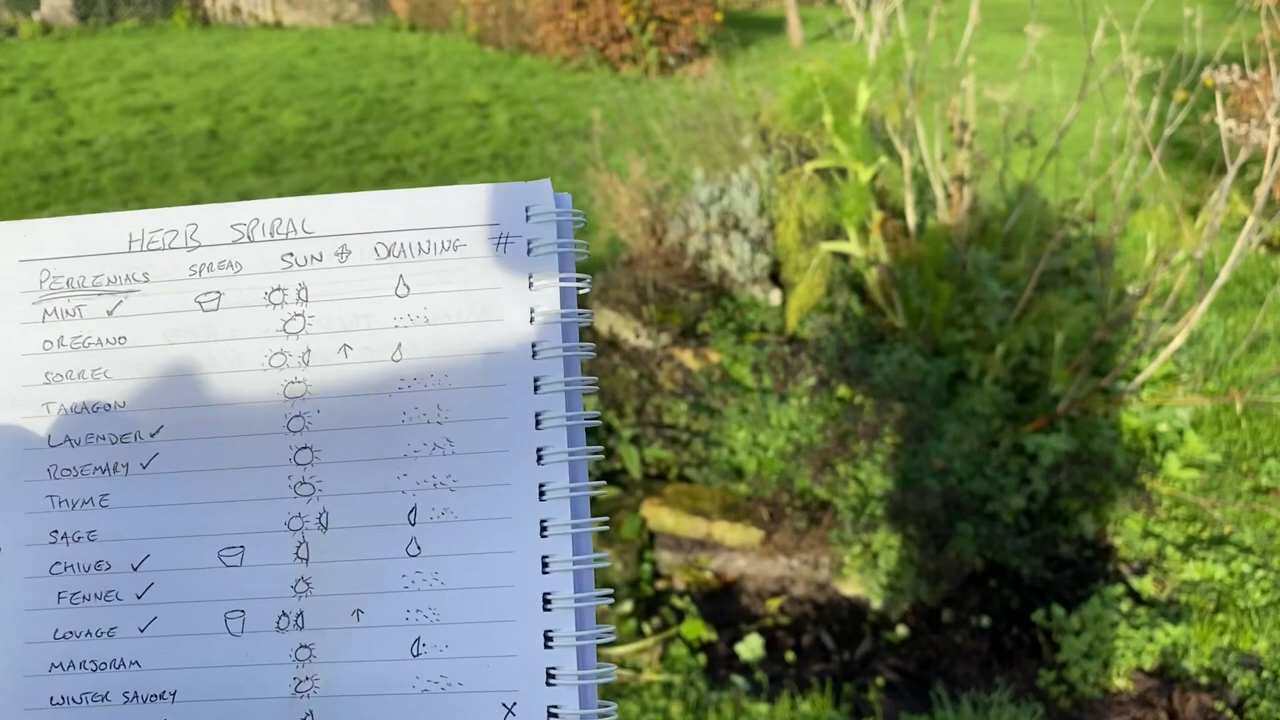 HERB SPIRAL
PERRENIALS SPREAD SUN DRAINING #
MINT ✓
OREGANO
SORREL ↑
TARAGON
LAVENDER ✓
ROSEMARY ✓
THYME
SAGE
CHIVES ✓
FENNEL ✓
LOVAGE ✓ ↑
MARJORAM
WINTER SAVORY
X